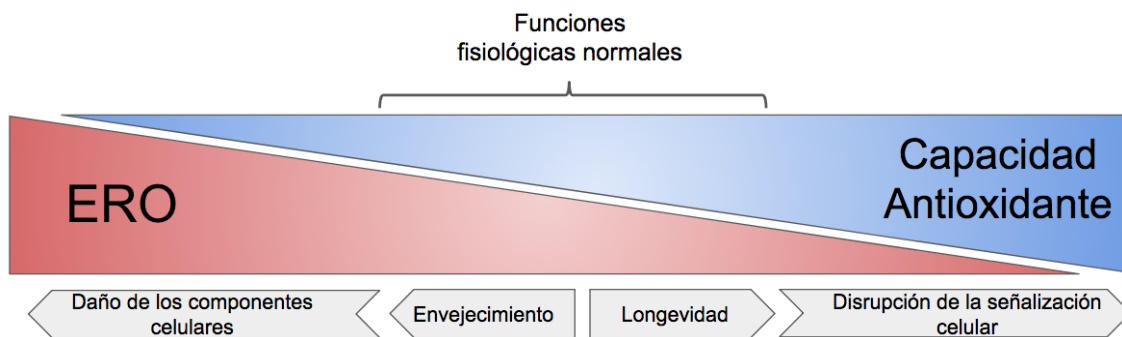 Funciones
fisiológicas normales
ERO
Capacidad
Antioxidante
Daño de los componentes
celulares
Envejecimiento
Longevidad
Disrupción de la señalización
celular